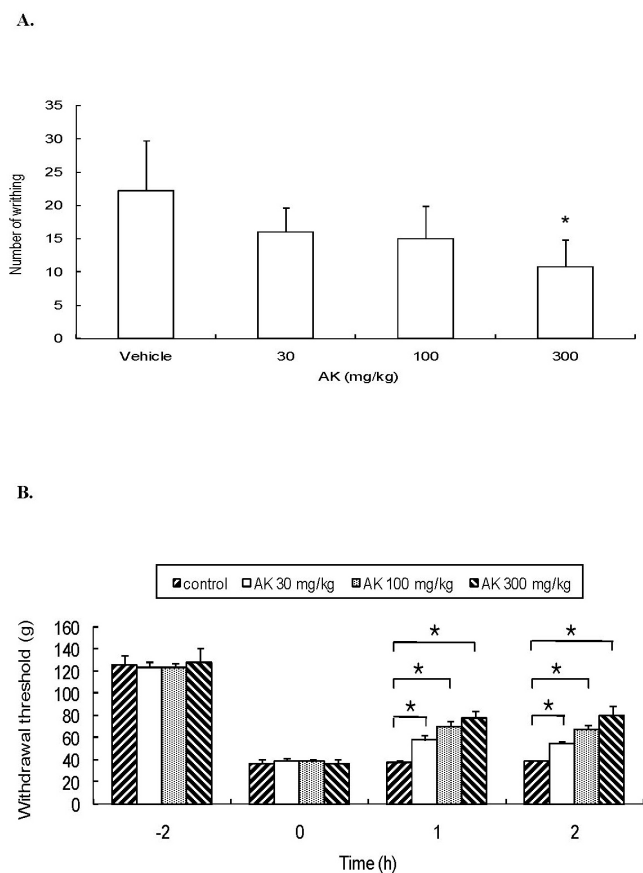 A.
35
30
25
20
15
10
5
0
Number of writhing
*
Vehicle 30 100 300
AK (mg/kg)
B.
control AK 30 mg/kg AK 100 mg/kg AK 300 mg/kg
160
140
120
100
80
60
40
20
0
Withdrawal threshold (g)
* *
* *
* *
-2 0 1 2
Time (h)